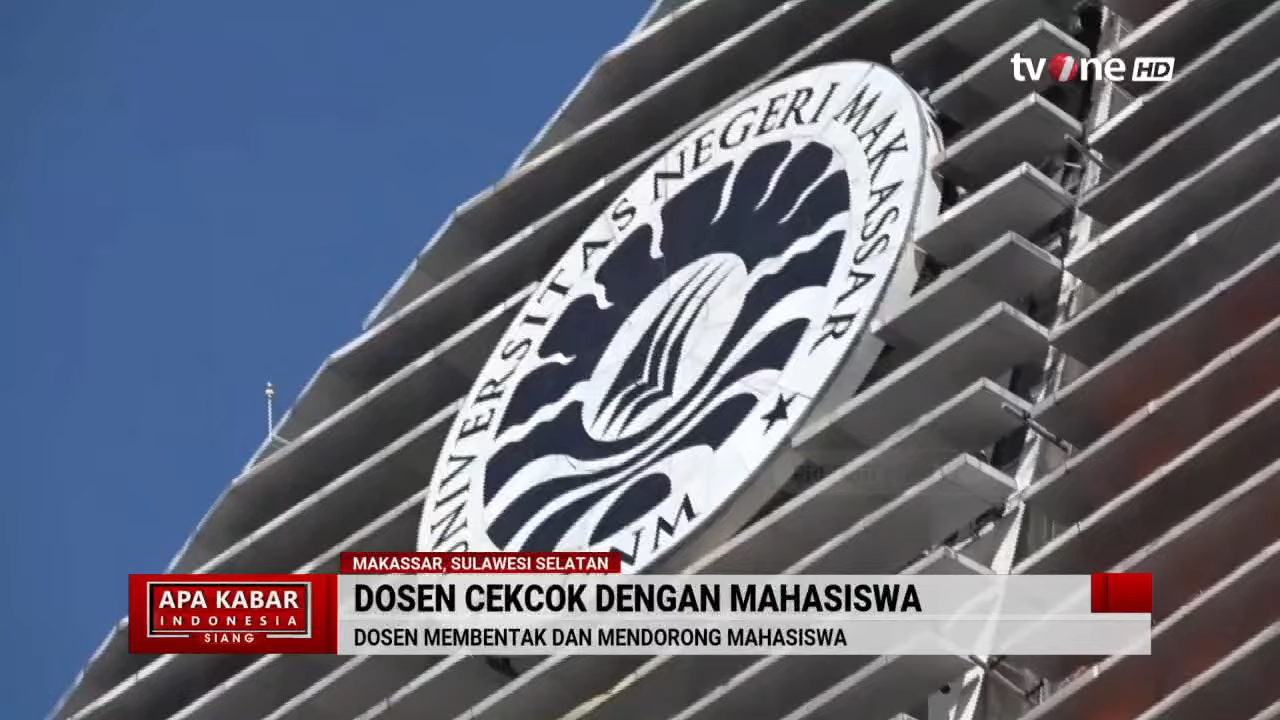 tvOne HD
UNIVERSITAS NEGERI MAKASSAR
UNM
MAKASSAR, SULAWESI SELATAN
APA KABAR
INDONESIA
SIANG
DOSEN CEKCOK DENGAN MAHASISWA
DOSEN MEMBENTAK DAN MENDORONG MAHASISWA